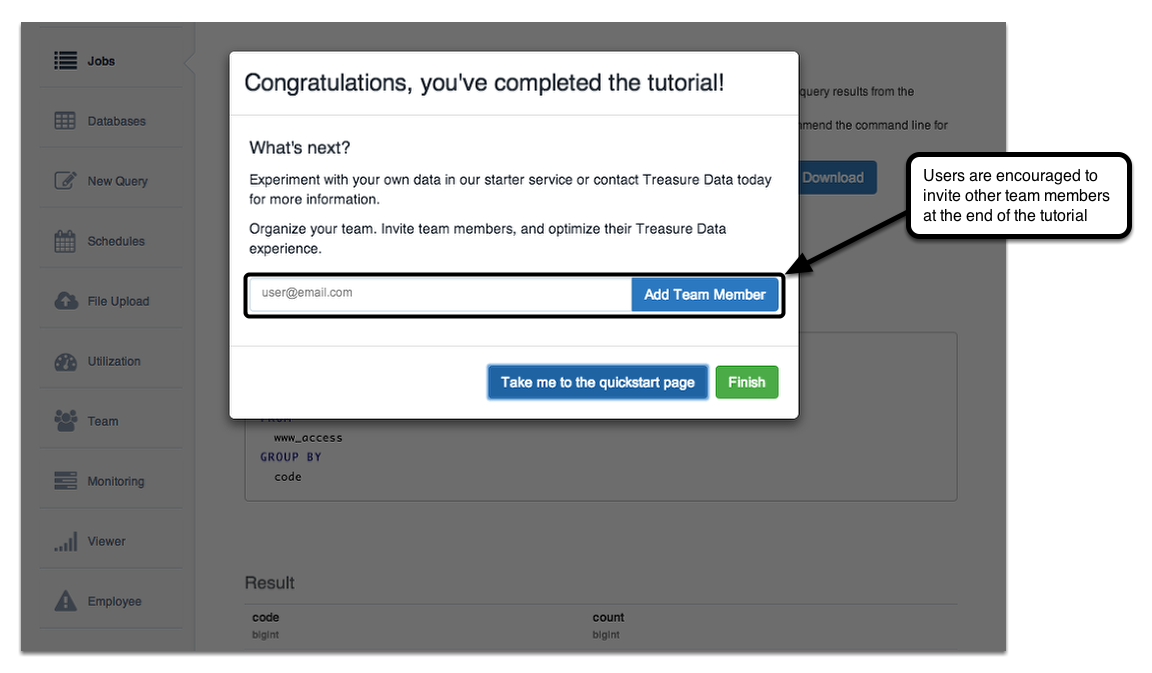 Jobs
Databases
New Query
Schedules
File Upload
Utilization
Team
Monitoring
Viewer
Employee
query results from the
mend the command line for
Download
Congratulations, you've completed the tutorial!
What's next?
Experiment with your own data in our starter service or contact Treasure Data today
for more information.
Organize your team. Invite team members, and optimize their Treasure Data
experience.
user@email.com
Add Team Member
Take me to the quickstart page
Finish
Users are encouraged to
invite other team members
at the end of the tutorial
FROM
www_access
GROUP BY
code
Result
code
count
bigint
bigint